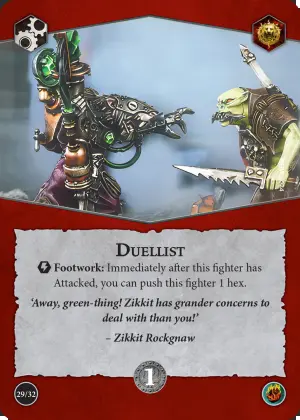 DUELLIST
Footwork: Immediately after this fighter has
Attacked, you can push this fighter 1 hex.
‘Away, green-thing! Zikkit has grander concerns to
deal with than you!’
– Zikkit Rockgnaw
1
29/32